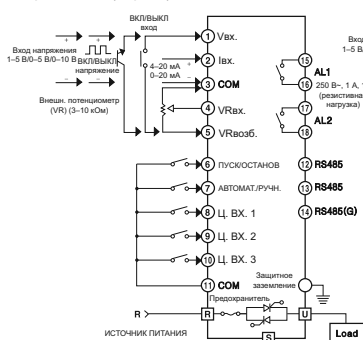 ВКЛ/ВЫКЛ
вход
Вход напряжения
1–5 В/0–5 В/0–10 В
ВКЛ/ВЫКЛ
напряжение
4–20 мА
0–20 мА
Внешн. потенциометр
(VR) (3–10 кОм)
+
+
+
−
−
−
1 Vвх.
2 Iвх.
3 COM
4 VRвх.
5 VRвозб.
6 ПУСК/ОСТАНОВ
7 АВТОМАТ./РУЧН.
8 Ц. ВХ. 1
9 Ц. ВХ. 2
10 Ц. ВХ. 3
11 COM
15
AL1
16
250 В~, 1 А,
(резистивна
нагрузка)
17
AL2
18
12 RS485
13 RS485
14 RS485(G)
Вход
1–5 В/
Защитное
заземление
Предохранитель
R
R
U
S
ИСТОЧНИК ПИТАНИЯ
Load